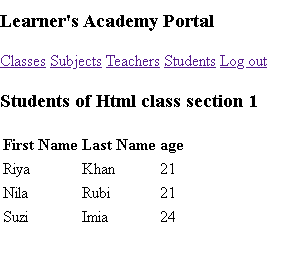 Learner's Academy Portal
Classes Subjects Teachers Students Log out
Students of Html class section 1
First Name Last Name age
Riya Khan 21
Nila Rubi 21
Suzi Imia 24